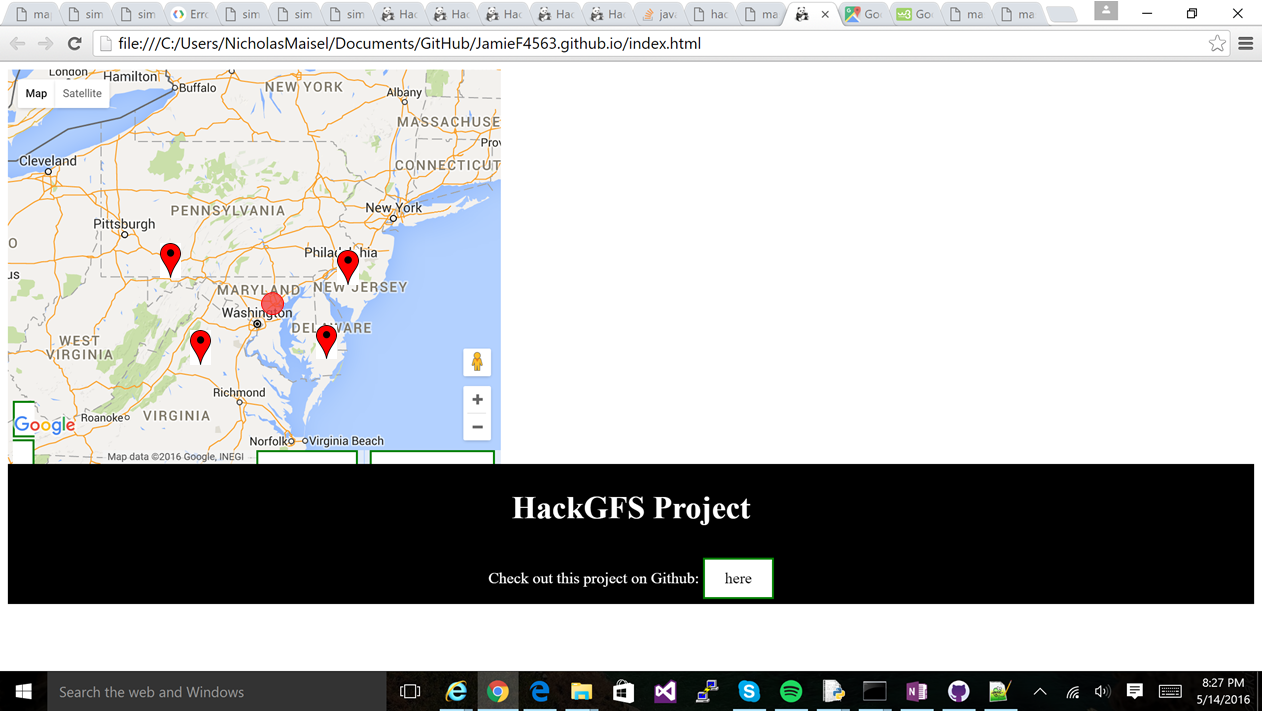 ma
sim
sim
Erro
sim
sim
sim
Hac
Hac
Hac
Hac
Hac
java
hac
ma
Goo
Goo
ma
ma
file:///C:/Users/NicholasMaisel/Documents/GitHub/JamieF4563.github.io/index.html
London
Hamilton
Map Satellite
Buffalo
NEW YORK
Albany
MASSACHUSE
Prov
Cleveland
CONNECTICUT
PENNSYLVANIA
New York
Pittsburgh
O
Philadelphia
us
MARYLAND
NEW JERSEY
Washington
DELAWARE
WEST
VIRGINIA
Richmond
Roanoke
VIRGINIA
Google
Norfolk
Virginia Beach
Map data ©2016 Google, INEGI
HackGFS Project
Check out this project on Github: here
Search the web and Windows
8:27 PM
5/14/2016